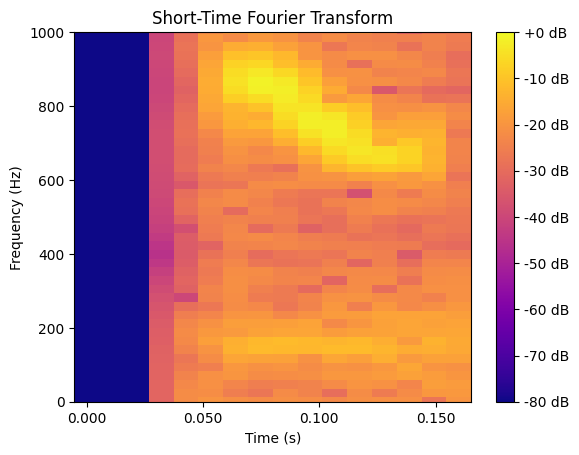 Short-Time Fourier Transform
1000
800
600
400
200
0
Frequency (Hz)
0.000
0.050
0.100
0.150
Time (s)
+0 dB
-10 dB
-20 dB
-30 dB
-40 dB
-50 dB
-60 dB
-70 dB
-80 dB